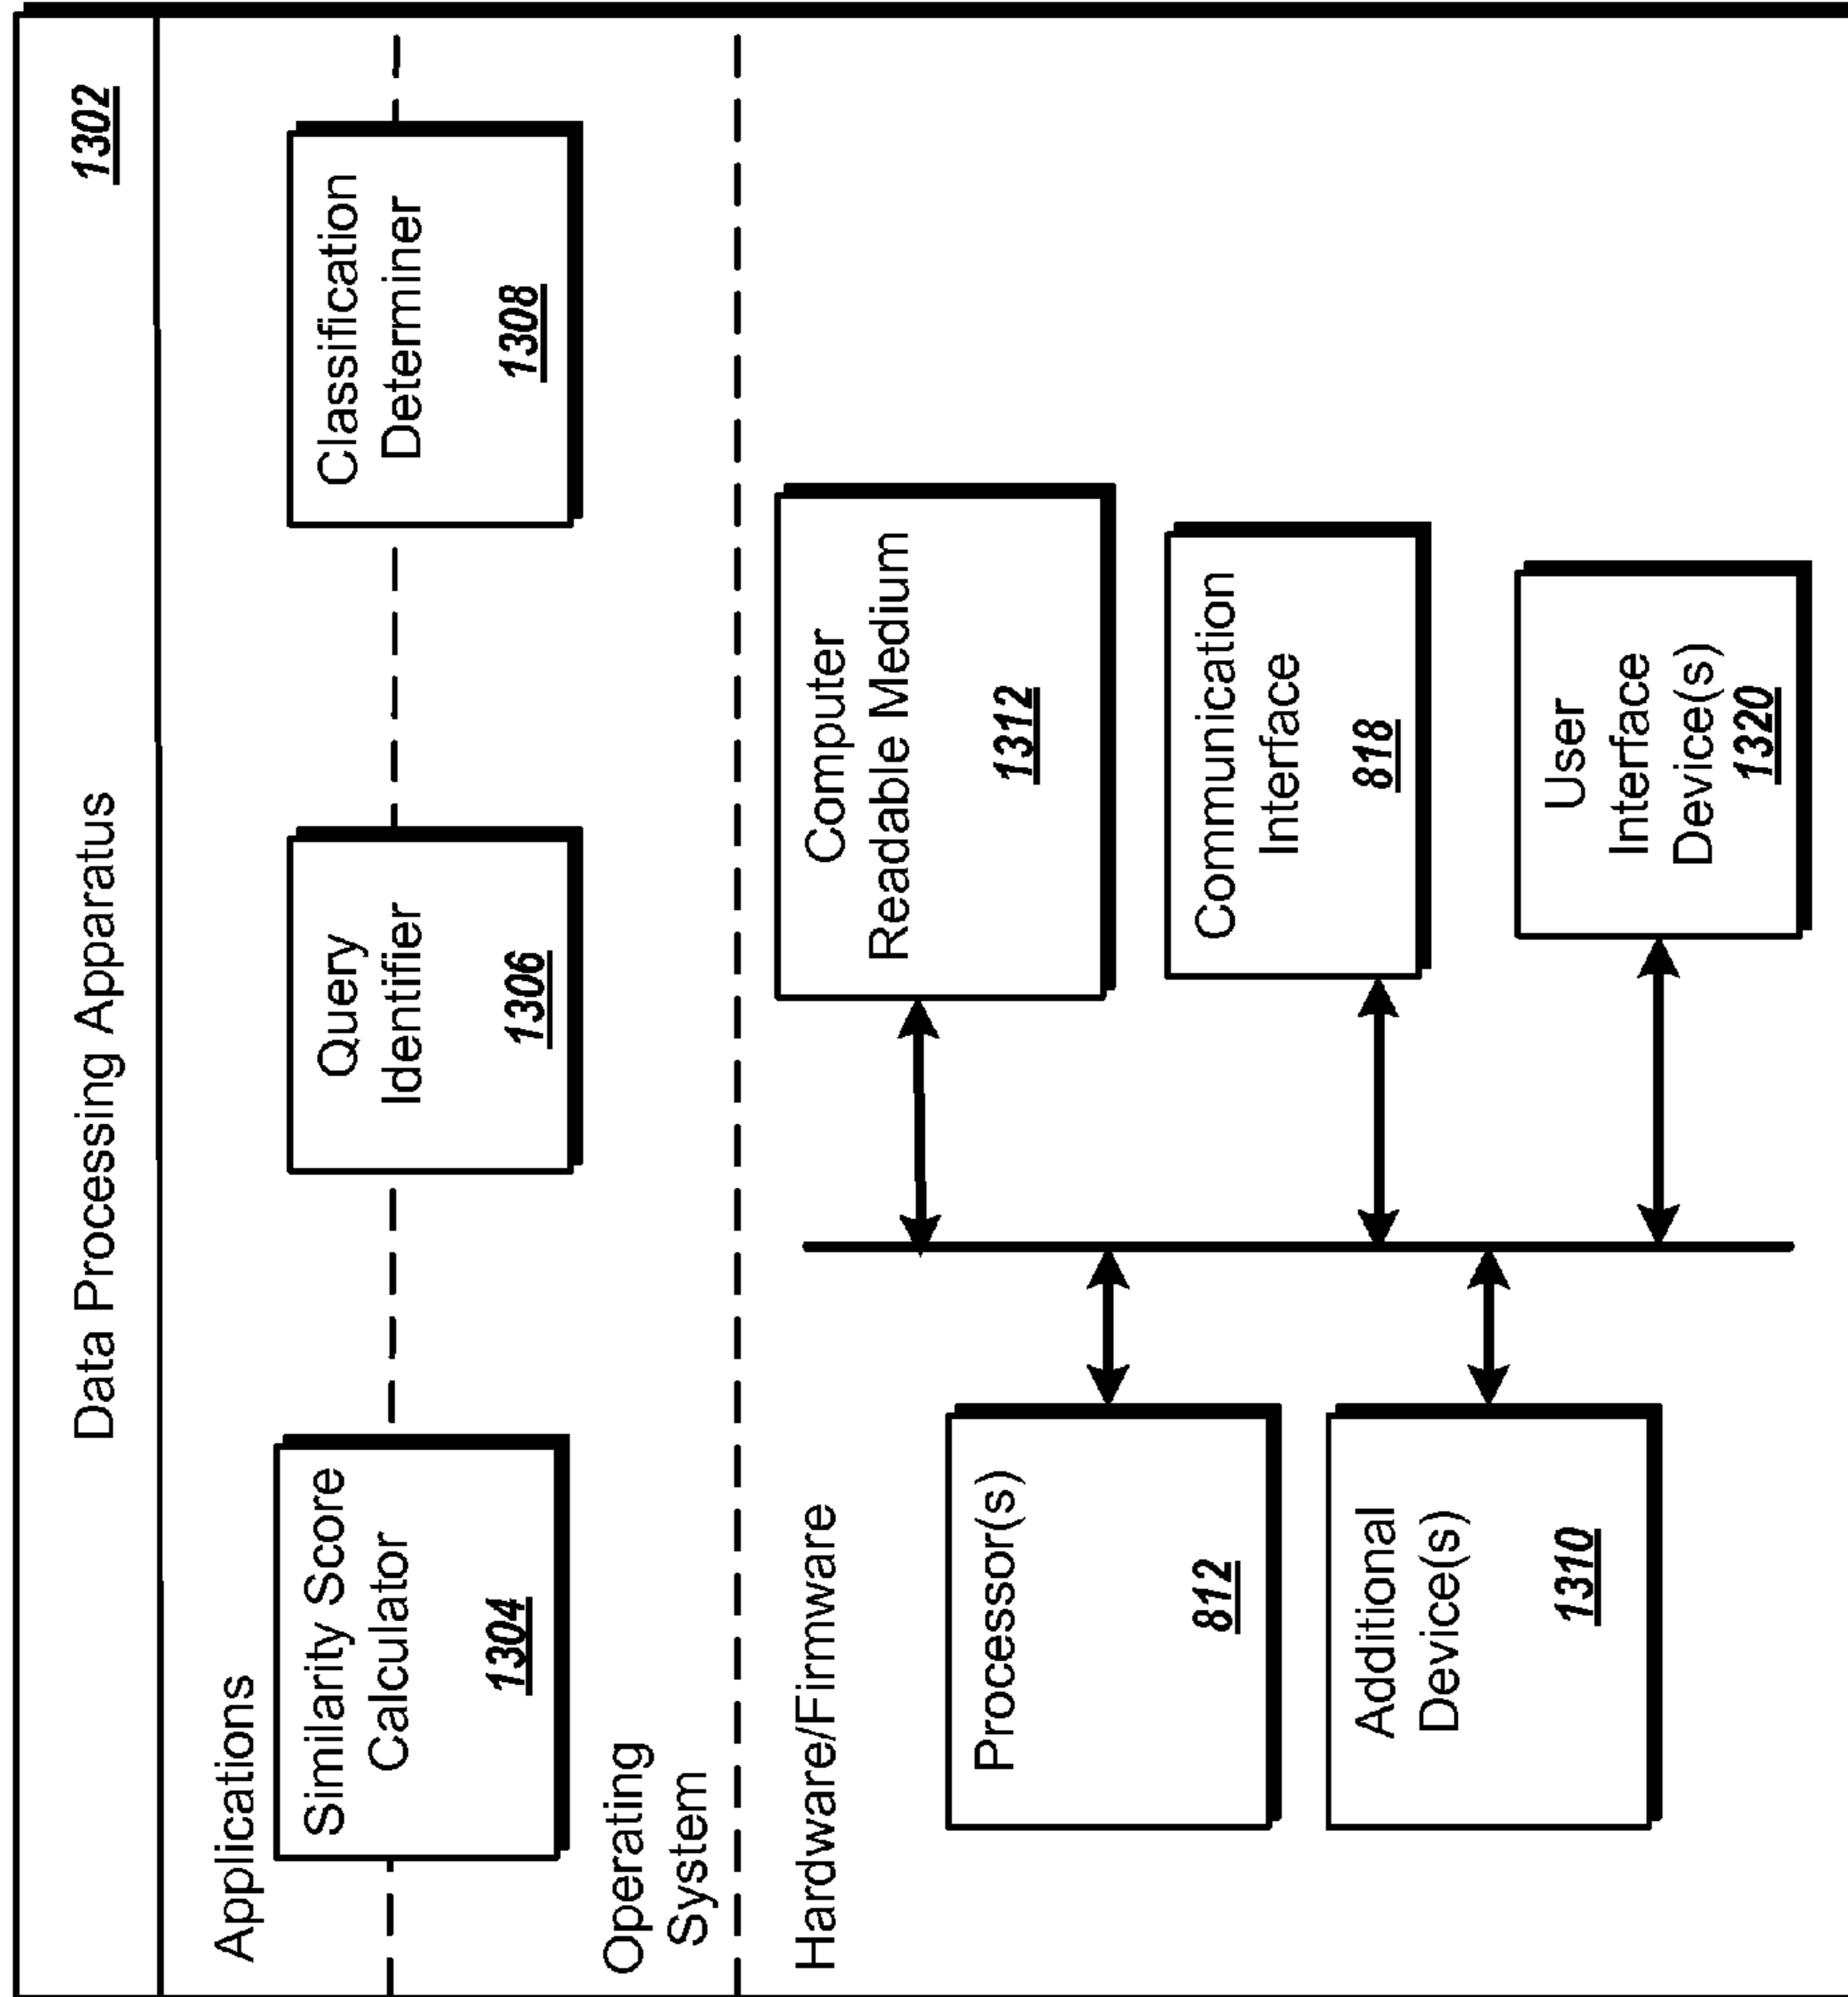 Data Processing Apparatus
1302
Applications
Similarity Score
Calculator
1304
Query
Identifier
1306
Classification
Determiner
1308
Operating
System
Hardware/Firmware
Processor(s)
812
Additional
Device(s)
1310
Computer
Readable Medium
1312
Communication
Interface
818
User
Interface
Device(s)
1320